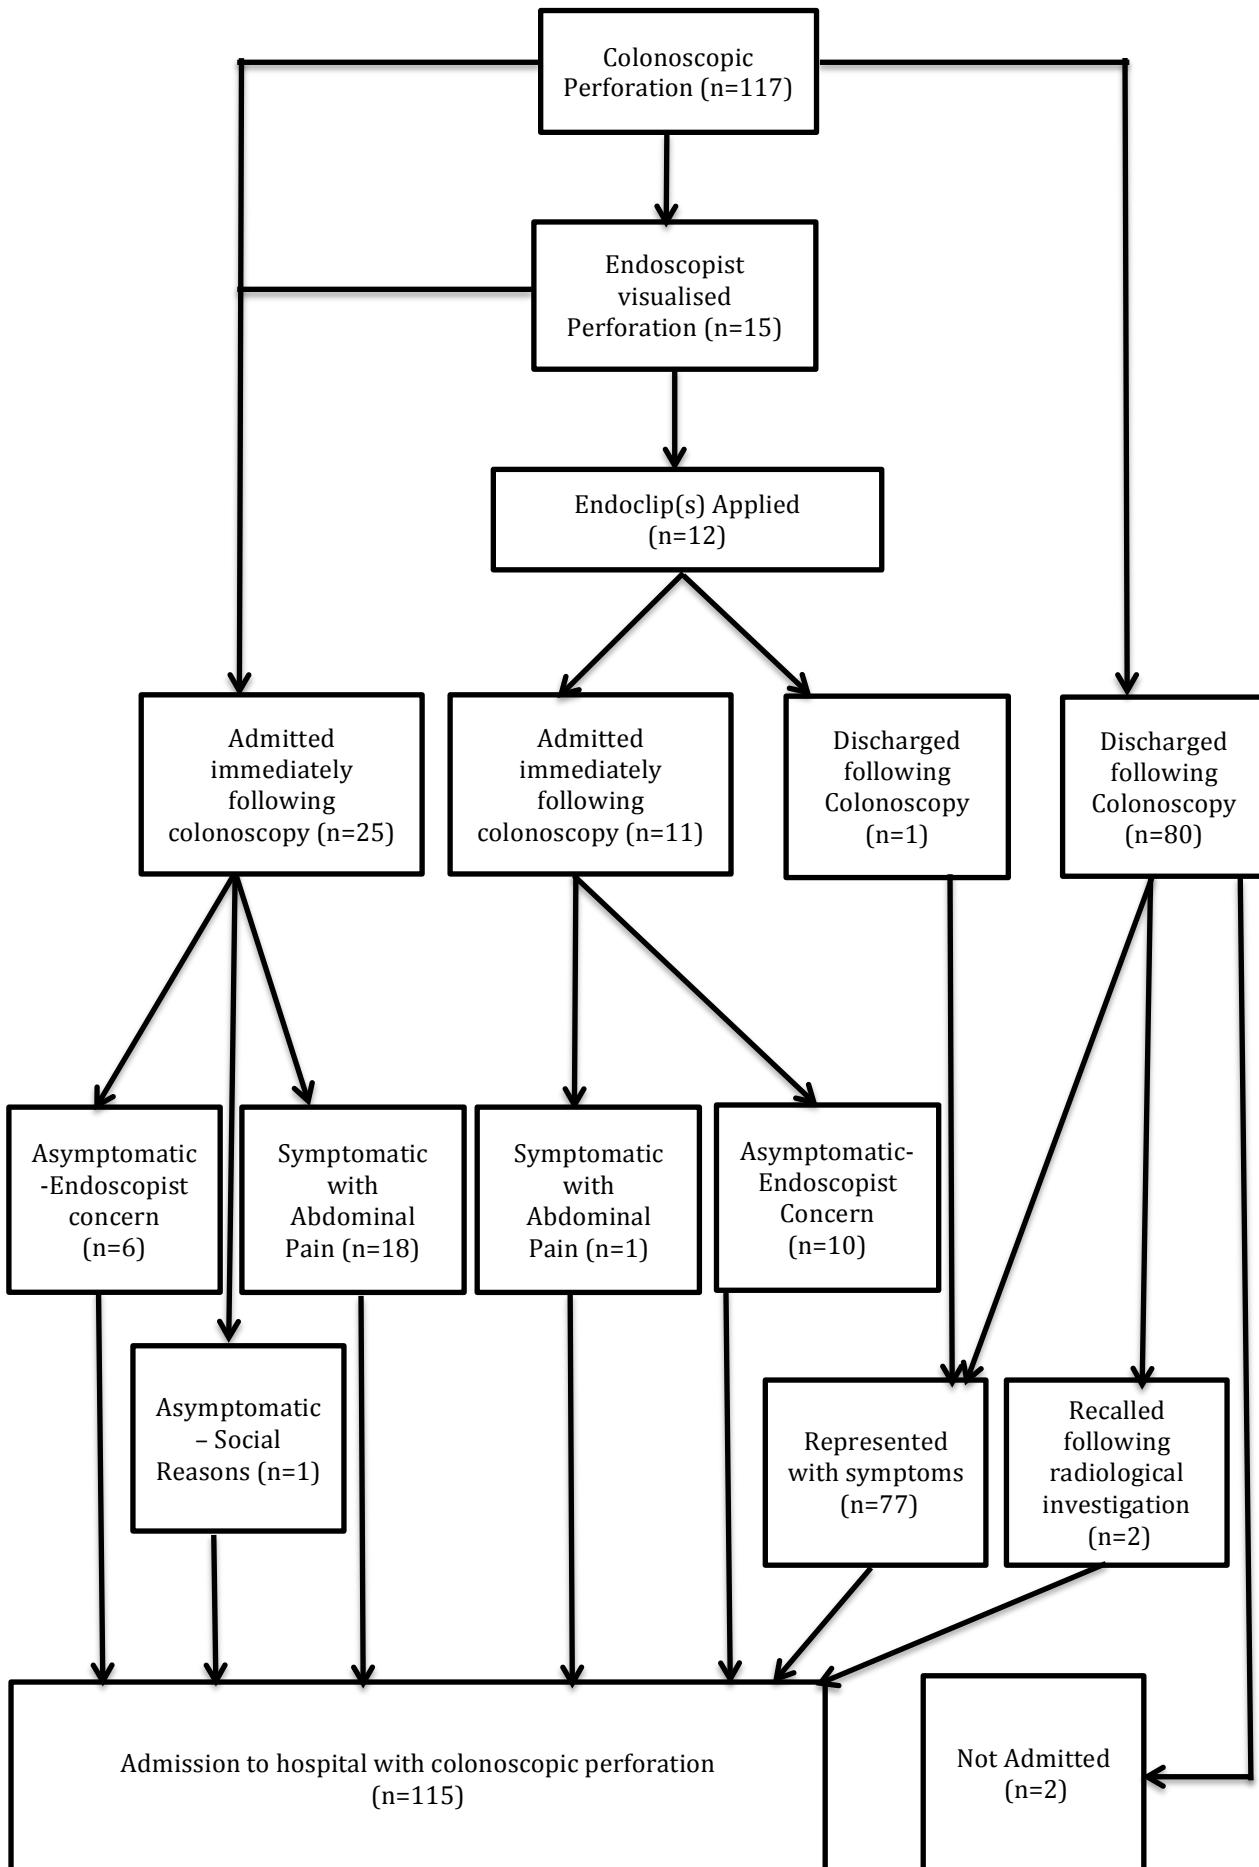 Colonoscopic
Perforation (n=117)
Endoscopist
visualised
Perforation (n=15)
Endoclip(s) Applied
(n=12)
Admitted
immediately
following
colonoscopy (n=25)
Admitted
immediately
following
colonoscopy (n=11)
Discharged
following
Colonoscopy
(n=1)
Discharged
following
Colonoscopy
(n=80)
Asymptomatic
-Endoscopist
concern
(n=6)
Symptomatic
with
Abdominal
Pain (n=18)
Symptomatic
with
Abdominal
Pain (n=1)
Asymptomatic-
Endoscopist
Concern
(n=10)
Asymptomatic
– Social
Reasons (n=1)
Represented
with symptoms
(n=77)
Recalled
following
radiological
investigation
(n=2)
Admission to hospital with colonoscopic perforation
(n=115)
Not Admitted
(n=2)